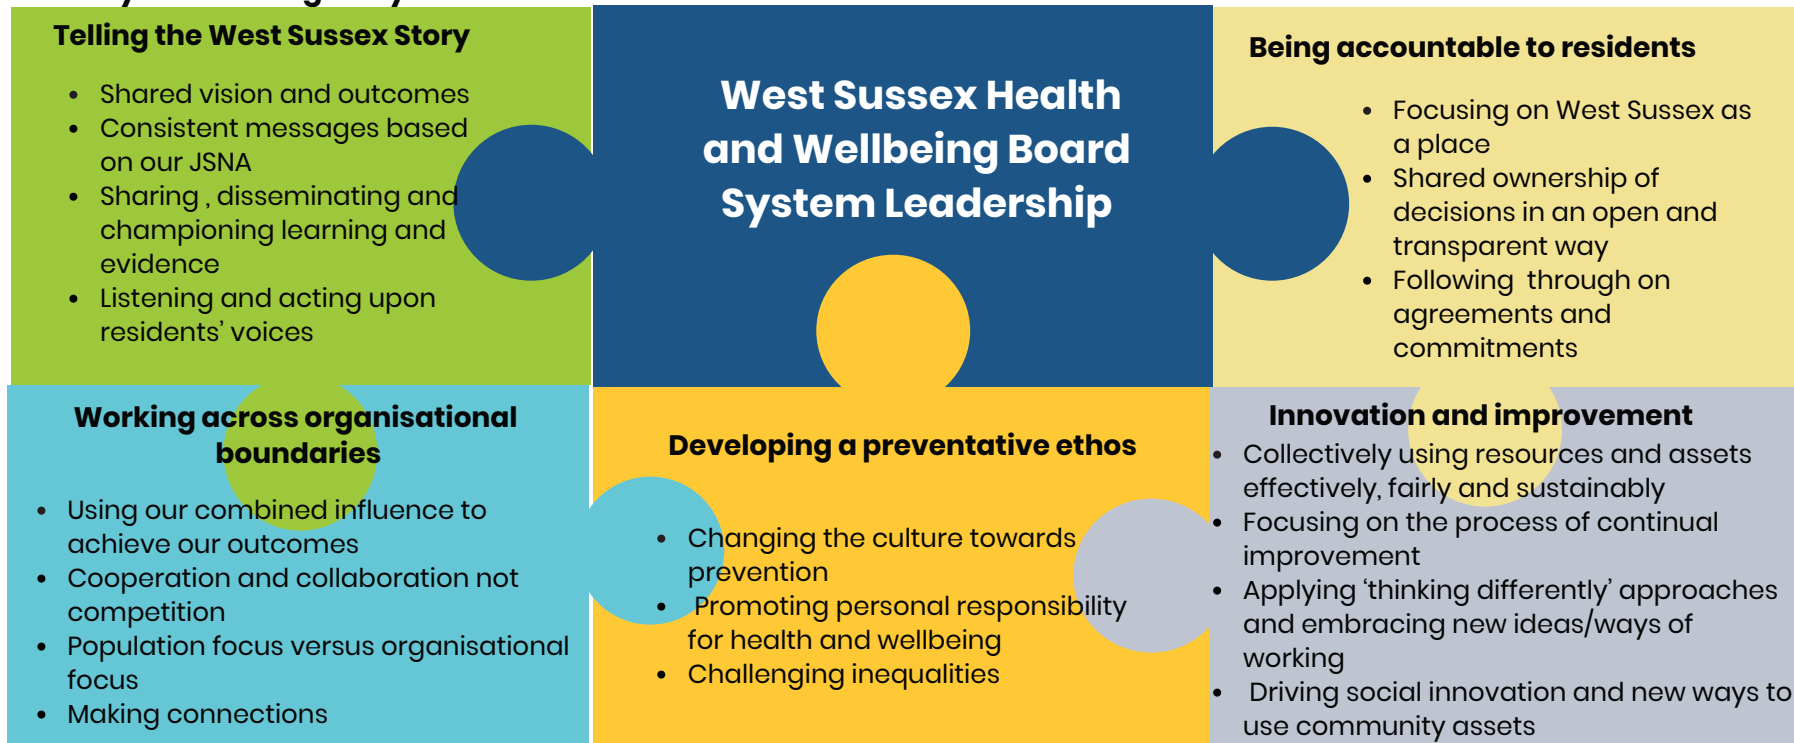 Telling the West Sussex Story
• Shared vision and outcomes
• Consistent messages based
on our JSNA
• Sharing , disseminating and
championing learning and
evidence
• Listening and acting upon
residents’ voices
West Sussex Health
and Wellbeing Board
System Leadership
Being accountable to residents
• Focusing on West Sussex as
a place
• Shared ownership of
decisions in an open and
transparent way
• Following  through on
agreements and
commitments
Working across organisational
boundaries
• Using our combined influence to
achieve our outcomes
• Cooperation and collaboration not
competition
• Population focus versus organisational
focus
• Making connections
Developing a preventative ethos
• Changing the culture towards
prevention
• Promoting personal responsibility
for health and wellbeing
• Challenging inequalities
Innovation and improvement
• Collectively using resources and assets
effectively, fairly and sustainably
• Focusing on the process of continual
improvement
• Applying ‘thinking differently’ approaches
and embracing new ideas/ways of
working
• Driving social innovation and new ways to
use community assets